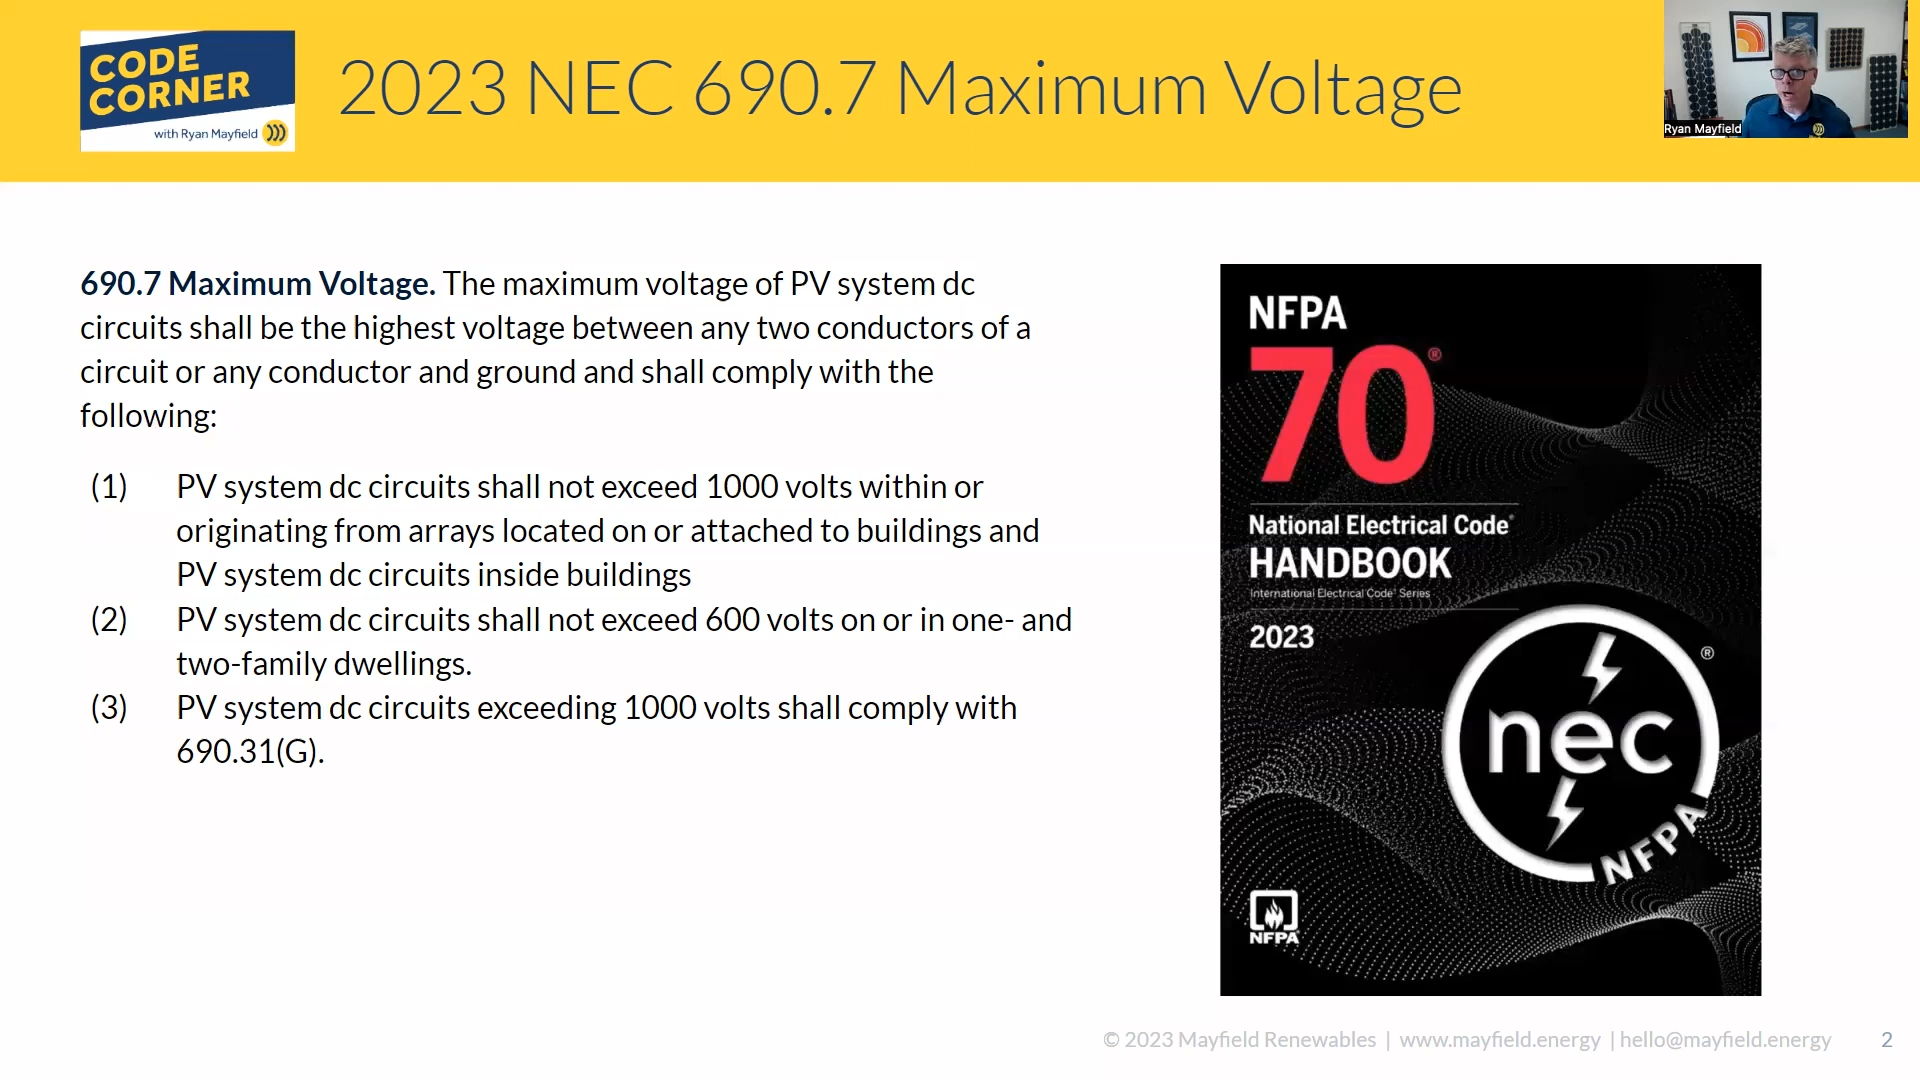 CODE
CORNER
with Ryan Mayfield
2023 NEC 690.7 Maximum Voltage
Ryan Mayfield
690.7 Maximum Voltage. The maximum voltage of PV system dc
circuits shall be the highest voltage between any two conductors of a
circuit or any conductor and ground and shall comply with the
following:
(1) PV system dc circuits shall not exceed 1000 volts within or
originating from arrays located on or attached to buildings and
PV system dc circuits inside buildings
(2) PV system dc circuits shall not exceed 600 volts on or in one- and
two-family dwellings.
(3) PV system dc circuits exceeding 1000 volts shall comply with
690.31(G).
NFPA
70®
National Electrical Code®
HANDBOOK
International Electrical Code® Series
2023
®
nec
NFPA
NFPA
© 2023 Mayfield Renewables | www.mayfield.energy | hello@mayfield.energy 2